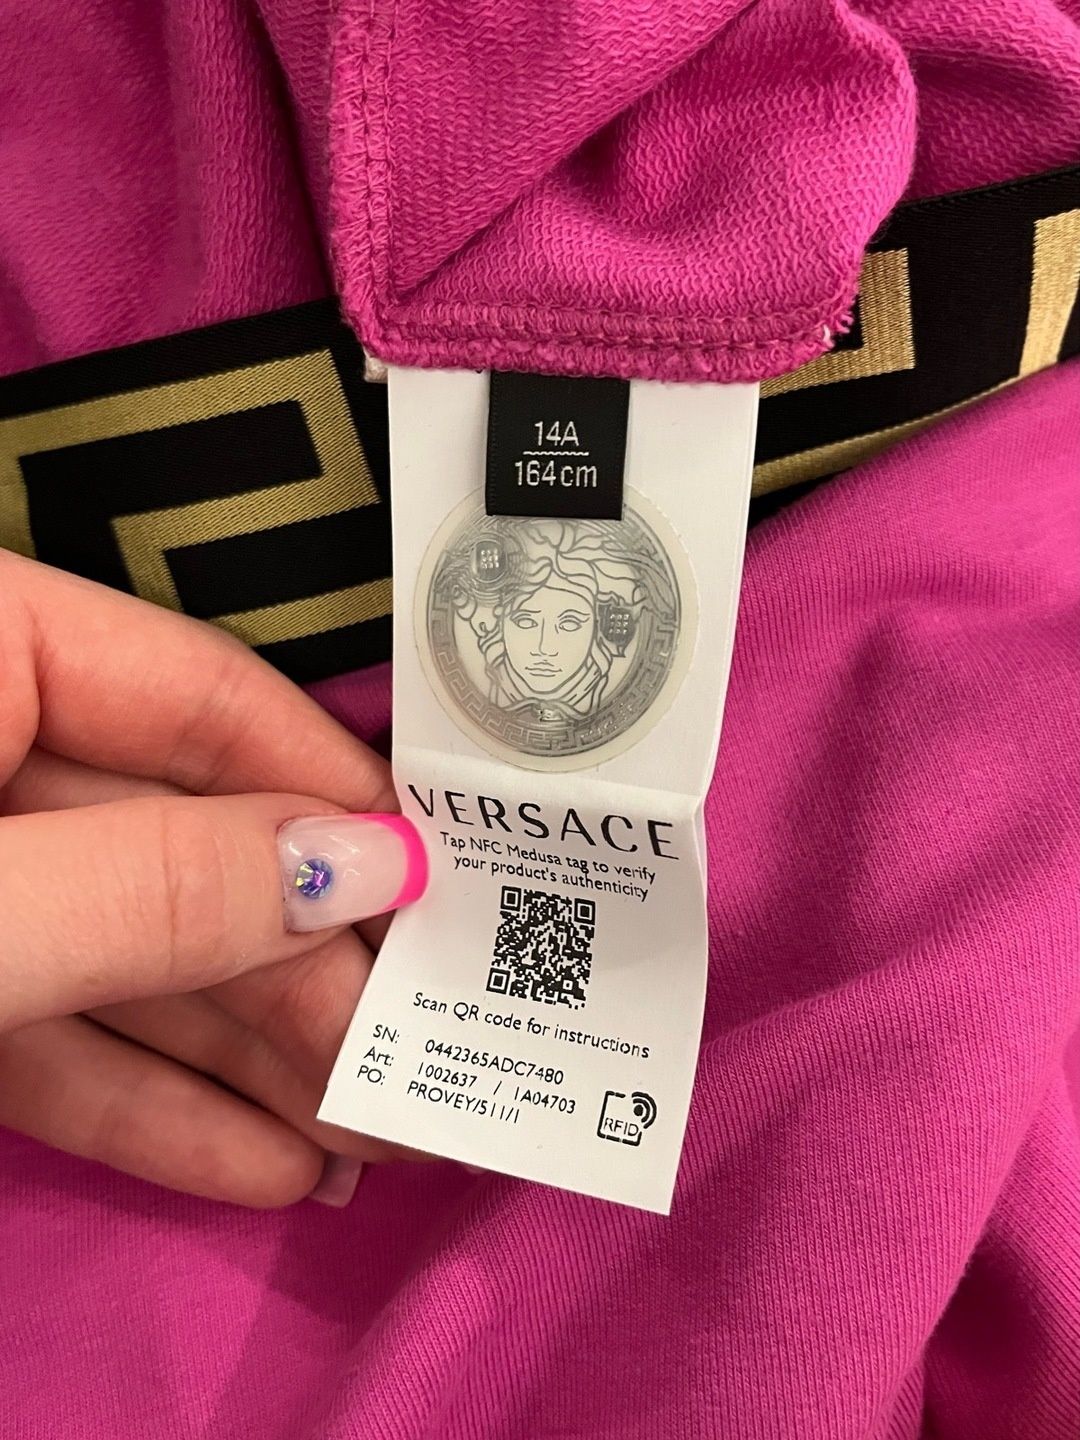 14A
164cm
VERSACE
Tap NFC Medusa tag to verify
your product's authenticity
Scan QR code for instructions
SN: 0442365ADC7480
Art: 1002637 / 1A04703
PO: PROVEY/511/1
RFID